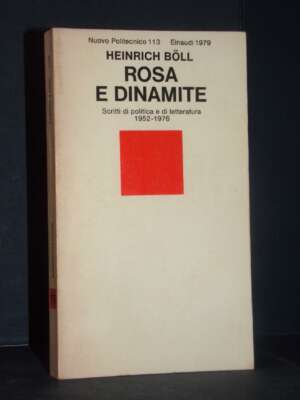 Nuovo Politecnico 113 Einaudi 1979
HEINRICH BÖLL
ROSA
E DINAMITE
Scritti di politica e di letteratura
1952-1976